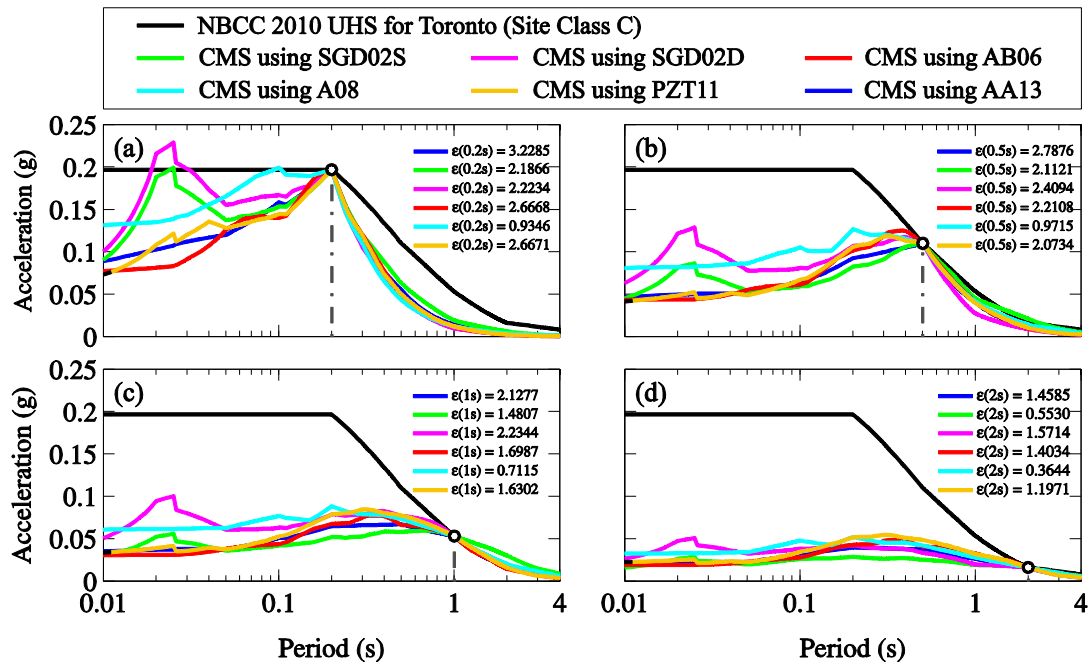 NBCC 2010 UHS for Toronto (Site Class C)
CMS using SGD02S CMS using SGD02D CMS using AB06
CMS using A08 CMS using PZT11 CMS using AA13
Acceleration (g)
0.25
0.2
0.15
0.1
0.05
0
(a)
ε(0.2s) = 3.2285
ε(0.2s) = 2.1866
ε(0.2s) = 2.2234
ε(0.2s) = 2.6668
ε(0.2s) = 0.9346
ε(0.2s) = 2.6671
(b)
ε(0.5s) = 2.7876
ε(0.5s) = 2.1121
ε(0.5s) = 2.4094
ε(0.5s) = 2.2108
ε(0.5s) = 0.9715
ε(0.5s) = 2.0734
Acceleration (g)
0.25
0.2
0.15
0.1
0.05
0
(c)
ε(1s) = 2.1277
ε(1s) = 1.4807
ε(1s) = 2.2344
ε(1s) = 1.6987
ε(1s) = 0.7115
ε(1s) = 1.6302
0.01 0.1 1 4
Period (s)
(d)
ε(2s) = 1.4585
ε(2s) = 0.5530
ε(2s) = 1.5714
ε(2s) = 1.4034
ε(2s) = 0.3644
ε(2s) = 1.1971
0.01 0.1 1 4
Period (s)